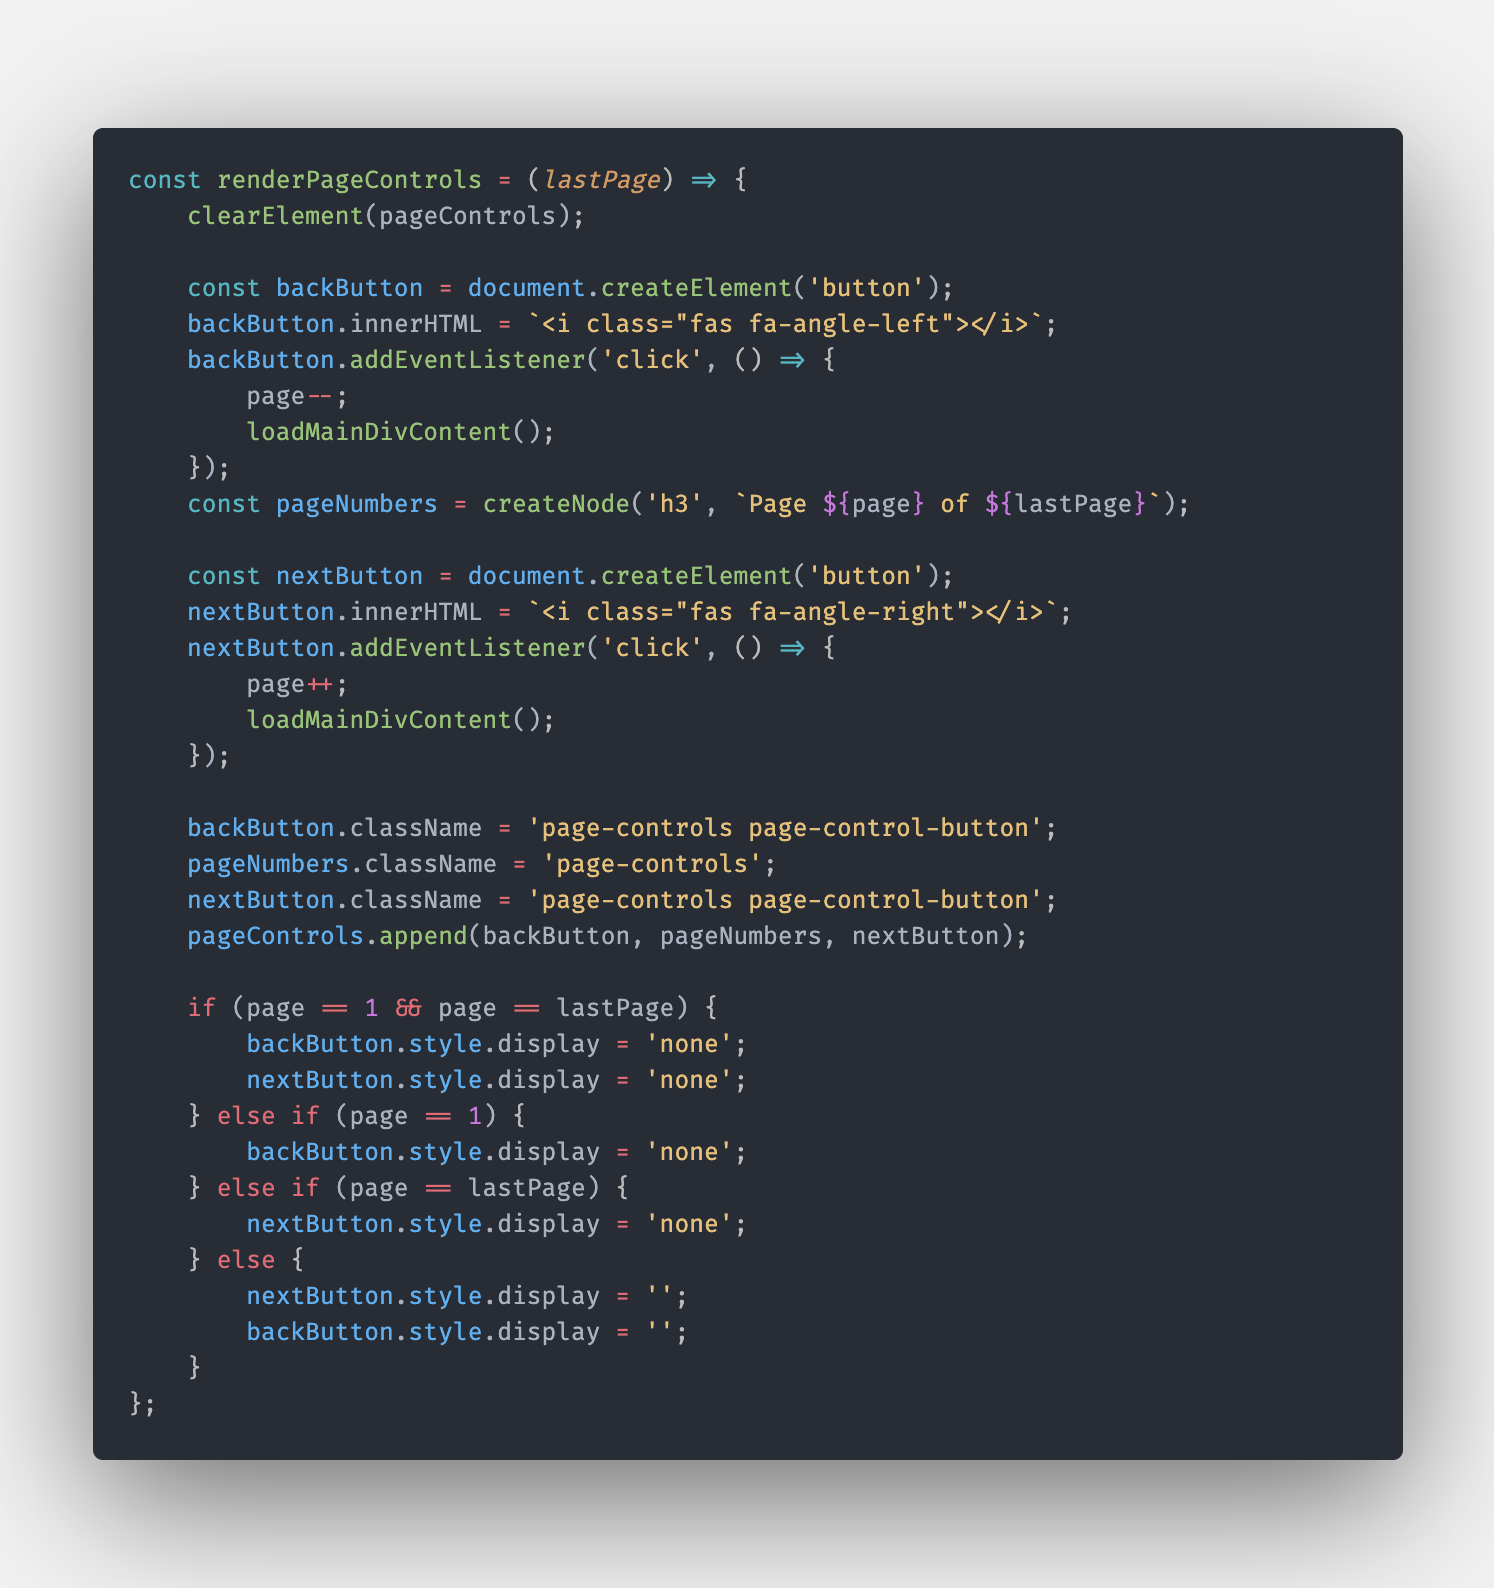 const renderPageControls = (lastPage) => {
    clearElement(pageControls);

    const backButton = document.createElement('button');
    backButton.innerHTML = `<i class="fas fa-angle-left"></i>`;
    backButton.addEventListener('click', () => {
        page--;
        loadMainDivContent();
    });
    const pageNumbers = createNode('h3', `Page ${page} of ${lastPage}`);

    const nextButton = document.createElement('button');
    nextButton.innerHTML = `<i class="fas fa-angle-right"></i>`;
    nextButton.addEventListener('click', () => {
        page++;
        loadMainDivContent();
    });

    backButton.className = 'page-controls page-control-button';
    pageNumbers.className = 'page-controls';
    nextButton.className = 'page-controls page-control-button';
    pageControls.append(backButton, pageNumbers, nextButton);

    if (page == 1 && page == lastPage) {
        backButton.style.display = 'none';
        nextButton.style.display = 'none';
    } else if (page == 1) {
        backButton.style.display = 'none';
    } else if (page == lastPage) {
        nextButton.style.display = 'none';
    } else {
        nextButton.style.display = '';
        backButton.style.display = '';
    }
};